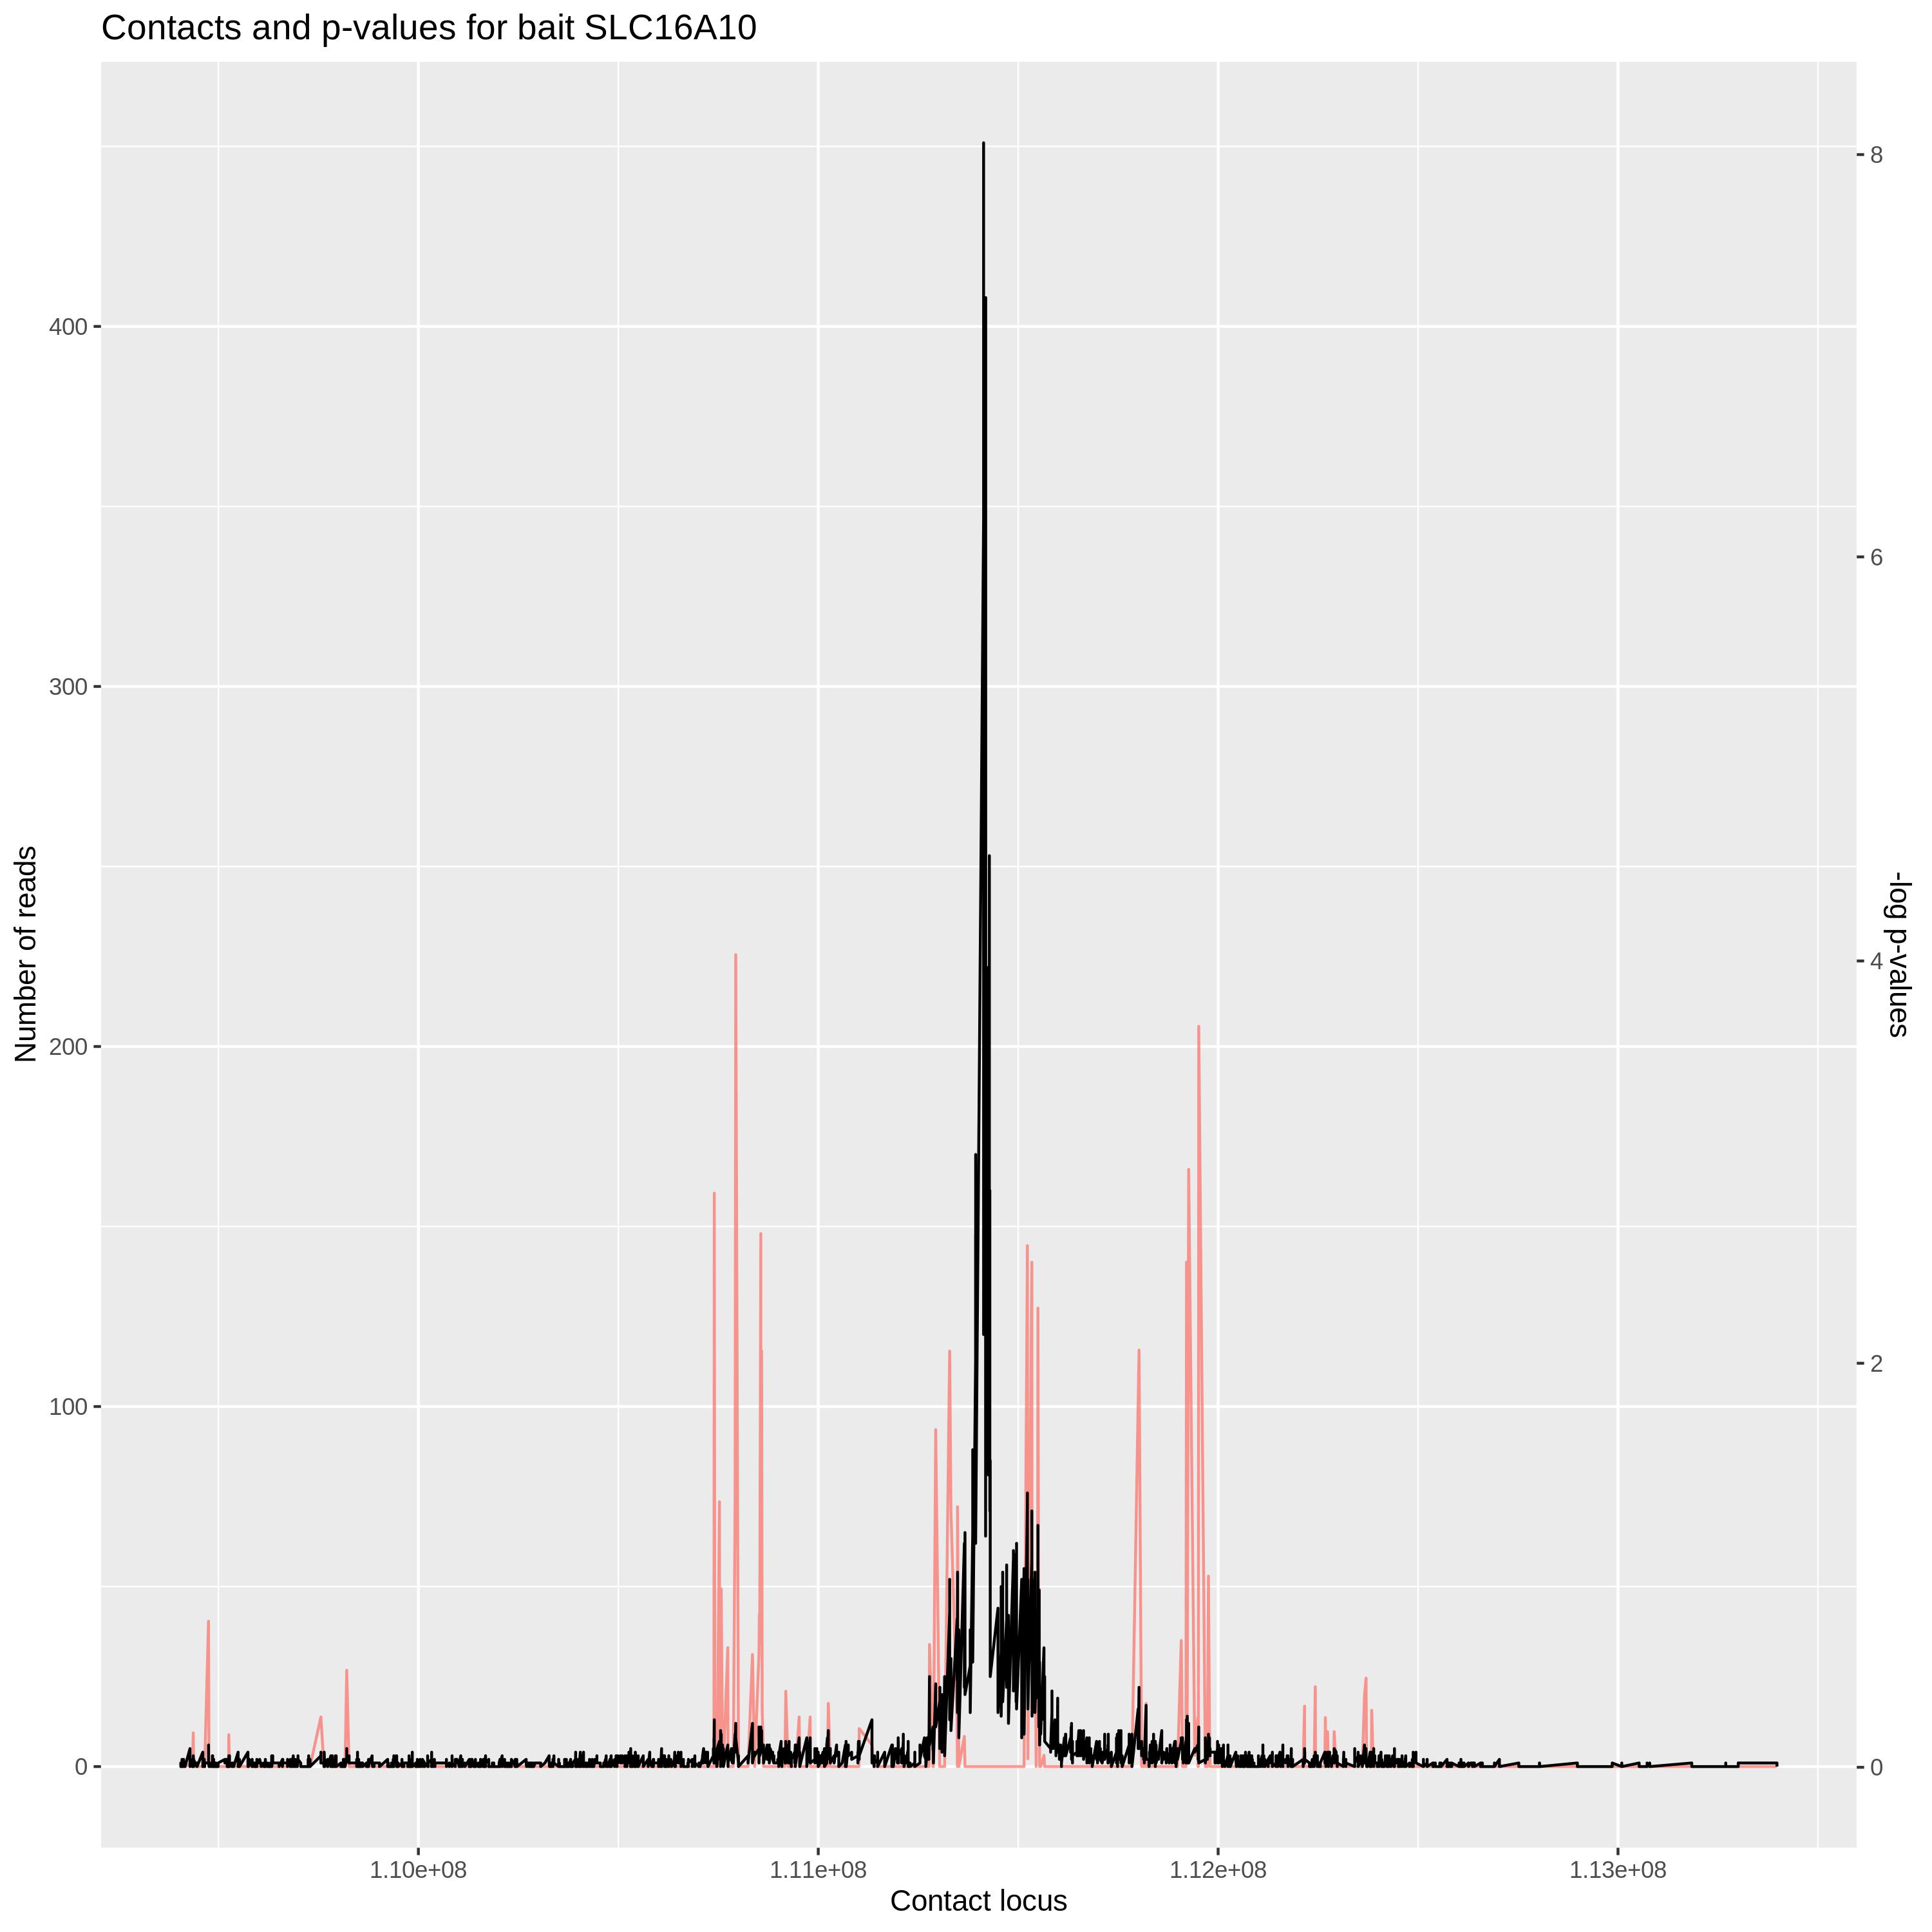 Contacts and p-values for bait SLC16A10
Number of reads
400
300
200
100
0
8
6
4
2
0
-log p-values
1.10e+08 1.11e+08 1.12e+08 1.13e+08
Contact locus